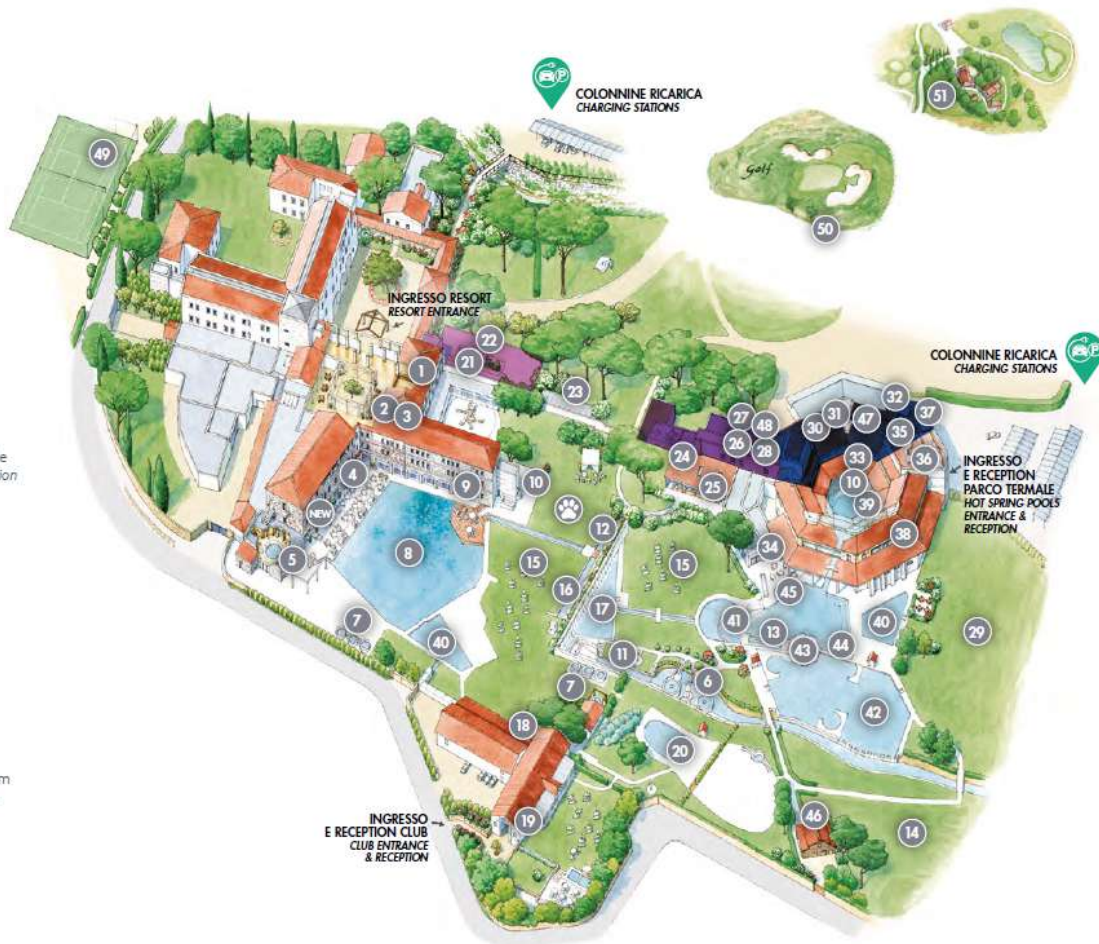 COLONNINE RICARICA
CHARGING STATIONS
51
49
Golf
50
INGRESSO RESORT
RESORT ENTRANCE
COLONNINE RICARICA
CHARGING STATIONS
22
21
1
23
32
37
2
3
27
48
30
31
47
35
26
28
33
36
24
10
INGRESSO
E RECEPTION
PARCO TERMALE
HOT SPRING POOLS
ENTRANCE &
RECEPTION
e
ion
4
9
10
25
39
NEW
38
12
34
5
8
15
15
16
45
17
41
13
40
29
7
40
11
43
44
7
6
42
18
20
m
INGRESSO
E RECEPTION CLUB
CLUB ENTRANCE
& RECEPTION
19
46
14